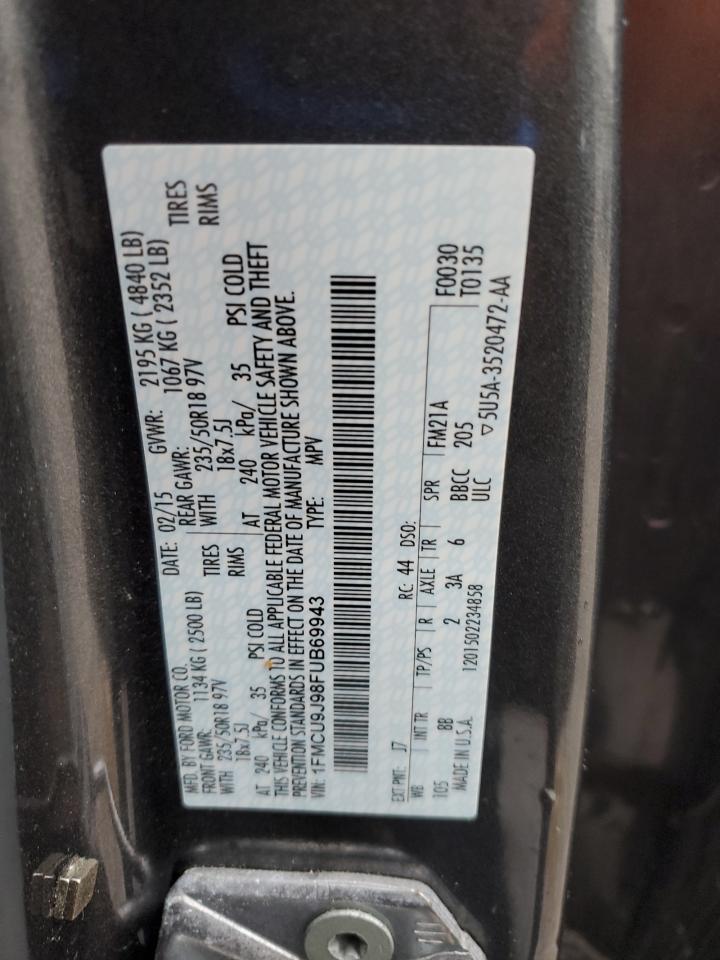 MFD. BY FORD MOTOR CO.
DATE: 02/15 GVWR: 2195 KG ( 4840 LB)
FRONT GAWR: 1134 KG ( 2500 LB)
REAR GAWR: 1067 KG ( 2352 LB)
WITH 235/50R18 97V TIRES
WITH 235/50R18 97V TIRES
18x7.5J RIMS
18x7.5J RIMS
AT 240 kPa/ 35 PSI COLD
AT 240 kPa/ 35 PSI COLD
THIS VEHICLE CONFORMS TO ALL APPLICABLE FEDERAL MOTOR VEHICLE SAFETY AND THEFT
PREVENTION STANDARDS IN EFFECT ON THE DATE OF MANUFACTURE SHOWN ABOVE.
VIN: 1FMCU9J98FUB69943 TYPE: MPV
EXT PNT: J7 RC: 44 DSO:
WB INT TR TP/PS R AXLE TR SPR FM21A F0030
105 8B 2 3A 6 BBCC 205 T0135
MADE IN U.S.A. 1201502234858 ULC ▽5U5A-3520472-AA